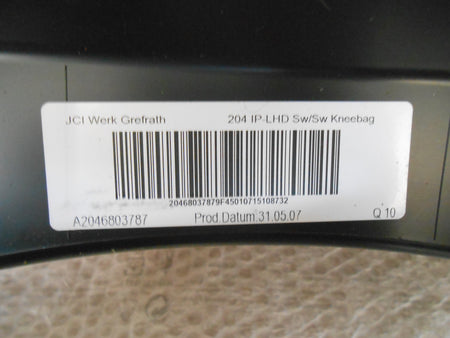 JCI Werk Grefrath 204 IP-LHD Sw/Sw Kneebag
20468037879F45010715108732
A2046803787 Prod.Datum:31.05.07 Q 10